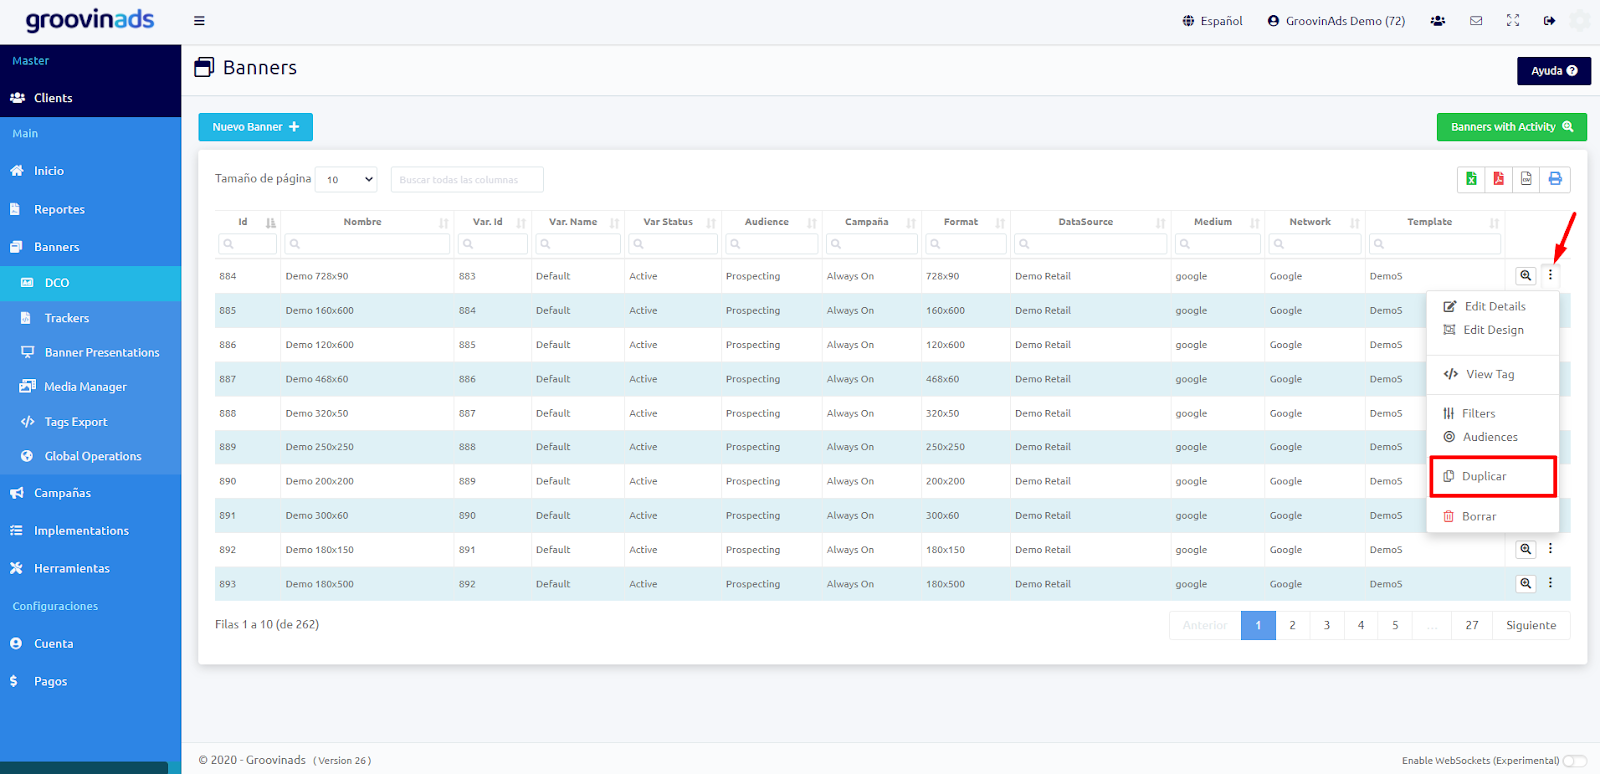 groovinads
Español GroovinAds Demo (72)
Master
Clients
Main
Inicio
Reportes
Banners
DCO
Trackers
Banner Presentations
Media Manager
Tags Export
Global Operations
Campañas
Implementations
Herramientas
Configuraciones
Cuenta
Pagos
Banners
Ayuda
Nuevo Banner
Banners with Activity
Tamaño de página 10 Buscar todas las columnas
Id Nombre Var. Id Var. Name Var Status Audience Campaña Format DataSource Medium Network Template
884 Demo 728x90 883 Default Active Prospecting Always On 728x90 Demo Retail google Google DemoS
885 Demo 160x600 884 Default Active Prospecting Always On 160x600 Demo Retail google Google DemoS
886 Demo 120x600 885 Default Active Prospecting Always On 120x600 Demo Retail google Google DemoS
887 Demo 468x60 886 Default Active Prospecting Always On 468x60 Demo Retail google Google DemoS
888 Demo 320x50 887 Default Active Prospecting Always On 320x50 Demo Retail google Google DemoS
889 Demo 250x250 888 Default Active Prospecting Always On 250x250 Demo Retail google Google DemoS
890 Demo 200x200 889 Default Active Prospecting Always On 200x200 Demo Retail google Google DemoS
891 Demo 300x60 890 Default Active Prospecting Always On 300x60 Demo Retail google Google DemoS
892 Demo 180x150 891 Default Active Prospecting Always On 180x150 Demo Retail google Google DemoS
893 Demo 180x500 892 Default Active Prospecting Always On 180x500 Demo Retail google Google DemoS
Edit Details
Edit Design
View Tag
Filters
Audiences
Duplicar
Borrar
Filas 1 a 10 (de 262)
Anterior 1 2 3 4 5 ... 27 Siguiente
© 2020 - Groovinads (Version 26)
Enable WebSockets (Experimental)